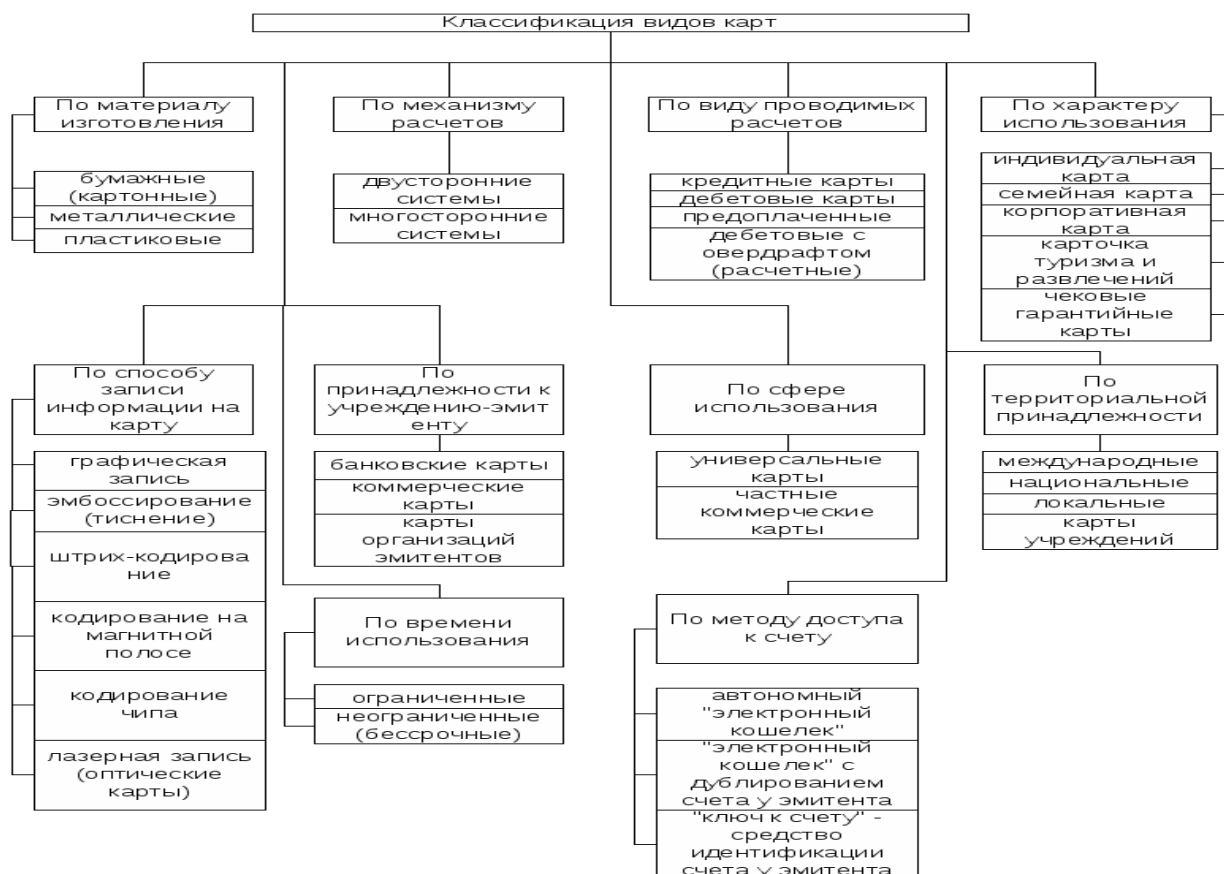 Классификация видов карт
По материалу
изготовления
бумажные
(картонные)
металлические
пластиковые
По механизму
расчетов
двусторонние
системы
многосторонние
системы
По виду проводимых
расчетов
кредитные карты
дебетовые карты
предоплаченные
дебетовые с
овердрафтом
(расчетные)
По характеру
использования
индивидуальная
карта
семейная карта
корпоративная
карта
карточка
туризма и
развлечений
чековые
гарантийные
карты
По способу
записи
информации на
карту
графическая
запись
эмбоссирование
(тиснение)
штрих-кодирова
ние
кодирование на
магнитной
полосе
кодирование
чипа
лазерная запись
(оптические
карты)
По
принадлежности к
учреждению-эмит
енту
банковские карты
коммерческие
карты
карты
организаций
эмитентов
По времени
использования
ограниченные
неограниченные
(бессрочные)
По сфере
использования
универсальные
карты
частные
коммерческие
карты
По методу доступа
к счету
автономный
"электронный
кошелек"
"электронный
кошелек" с
дублированием
счета у эмитента
"ключ к счету" -
средство
идентификации
счета у эмитента
По
территориальной
принадлежности
международные
национальные
локальные
карты
учреждений